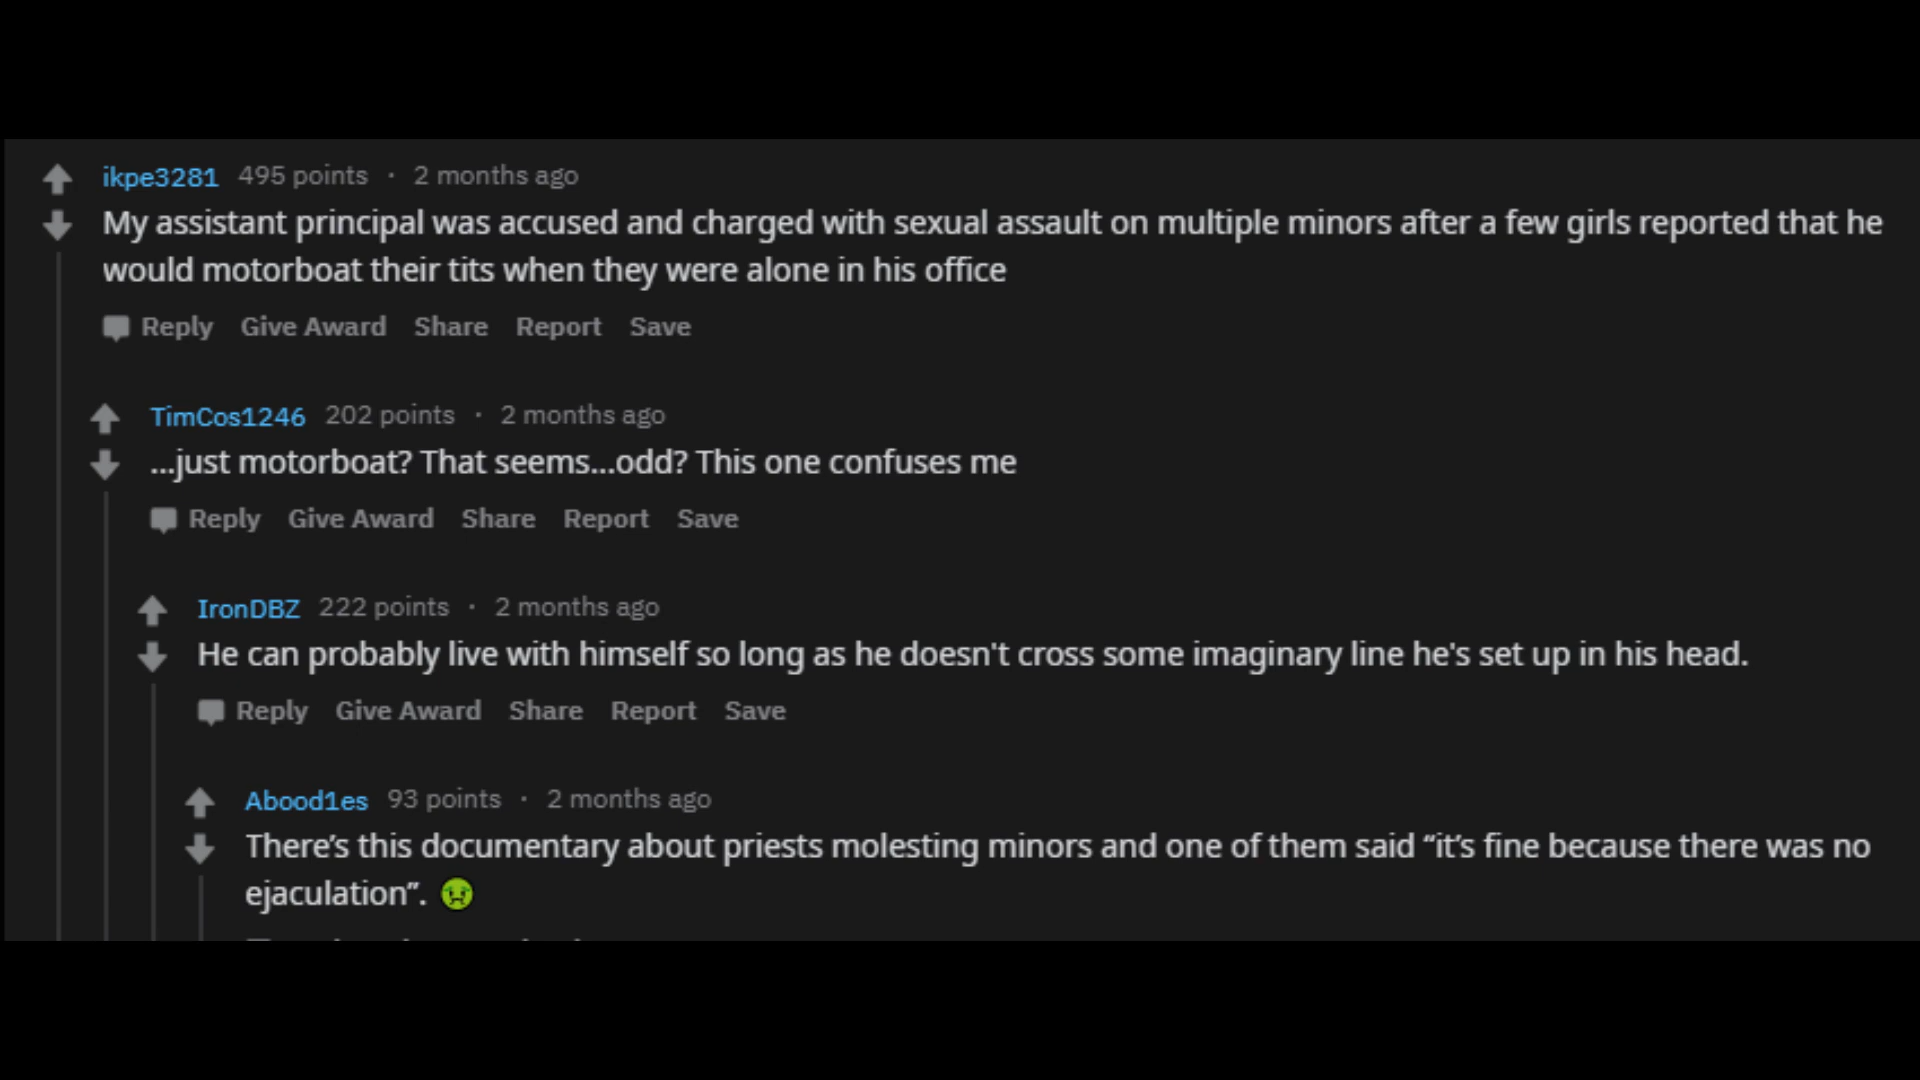 ikpe3281 495 points · 2 months ago
My assistant principal was accused and charged with sexual assault on multiple minors after a few girls reported that he
would motorboat their tits when they were alone in his office
Reply Give Award Share Report Save
TimCos1246 202 points · 2 months ago
...just motorboat? That seems...odd? This one confuses me
Reply Give Award Share Report Save
IronDBZ 222 points · 2 months ago
He can probably live with himself so long as he doesn't cross some imaginary line he's set up in his head.
Reply Give Award Share Report Save
Abood1es 93 points · 2 months ago
There’s this documentary about priests molesting minors and one of them said “it’s fine because there was no
ejaculation”. 🤢